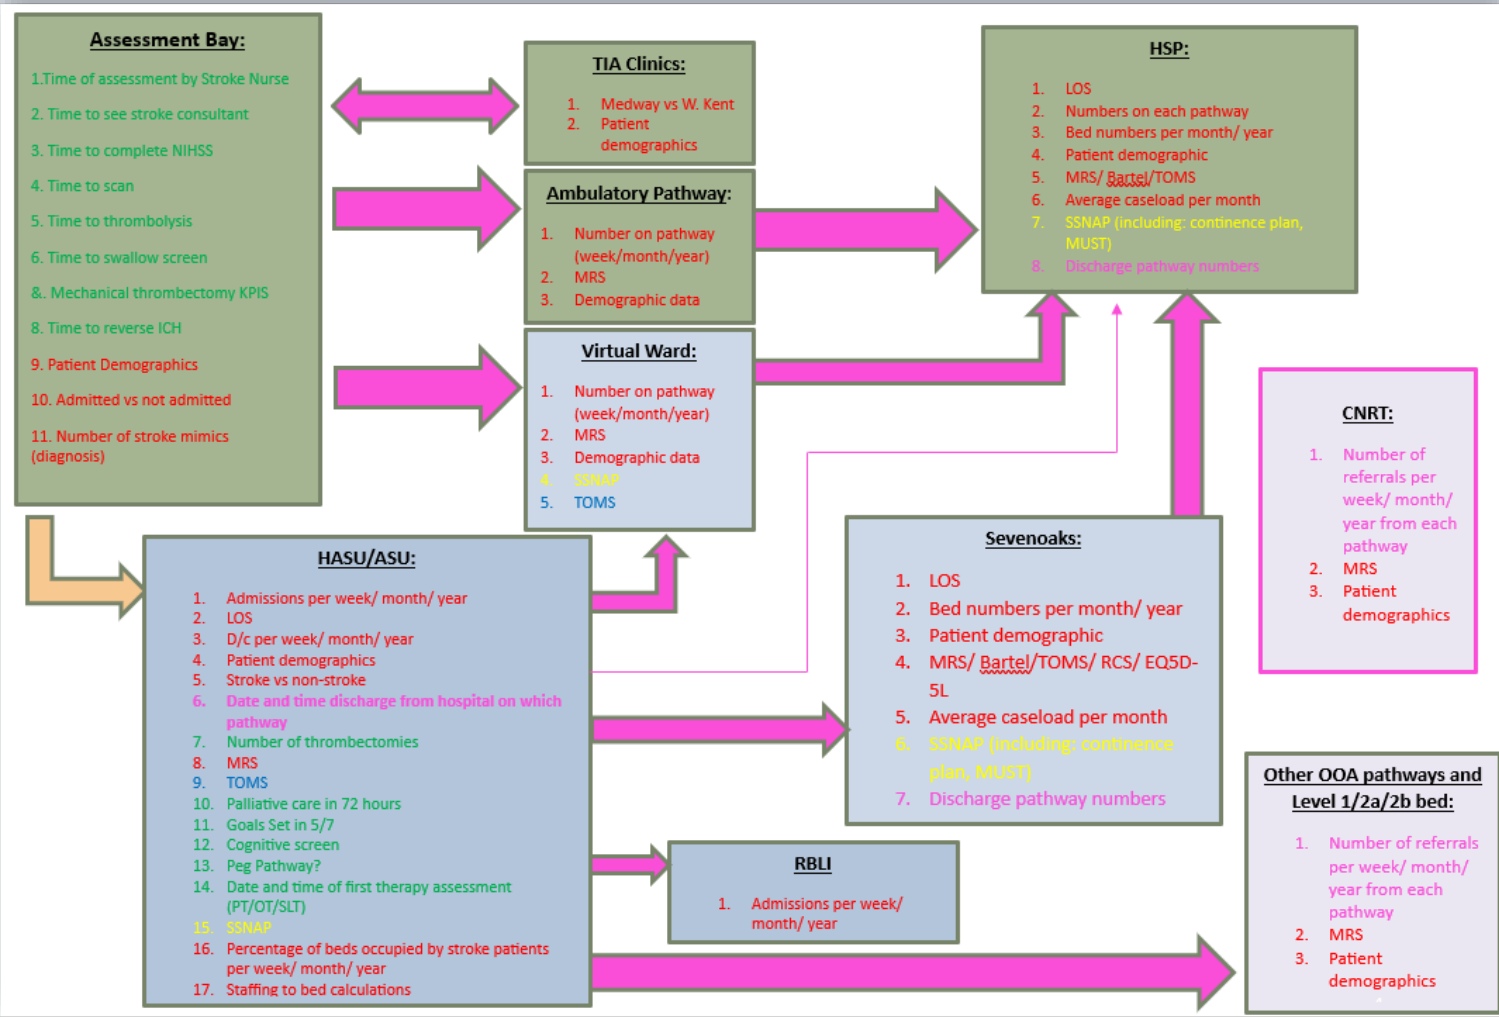 Assessment Bay:
1.Time of assessment by Stroke Nurse
2. Time to see stroke consultant
3. Time to complete NIHSS
4. Time to scan
5. Time to thrombolysis
6. Time to swallow screen
&. Mechanical thrombectomy KPIS
8. Time to reverse ICH
9. Patient Demographics
10. Admitted vs not admitted
11. Number of stroke mimics
(diagnosis)
TIA Clinics:
1. Medway vs W. Kent
2. Patient
demographics
Ambulatory Pathway:
1. Number on pathway
(week/month/year)
2. MRS
3. Demographic data
Virtual Ward:
1. Number on pathway
(week/month/year)
2. MRS
3. Demographic data
4. SSNAP
5. TOMS
HSP:
1. LOS
2. Numbers on each pathway
3. Bed numbers per month/ year
4. Patient demographic
5. MRS/ Bartel/TOMS
6. Average caseload per month
7. SSNAP (including: continence plan,
MUST)
8. Discharge pathway numbers
CNRT:
1. Number of
referrals per
week/ month/
year from each
pathway
2. MRS
3. Patient
demographics
HASU/ASU:
1. Admissions per week/ month/ year
2. LOS
3. D/c per week/ month/ year
4. Patient demographics
5. Stroke vs non-stroke
6. Date and time discharge from hospital on which
pathway
7. Number of thrombectomies
8. MRS
9. TOMS
10. Palliative care in 72 hours
11. Goals Set in 5/7
12. Cognitive screen
13. Peg Pathway?
14. Date and time of first therapy assessment
(PT/OT/SLT)
15. SSNAP
16. Percentage of beds occupied by stroke patients
per week/ month/ year
17. Staffing to bed calculations
Sevenoaks:
1. LOS
2. Bed numbers per month/ year
3. Patient demographic
4. MRS/ Bartel/TOMS/ RCS/ EQ5D-
5L
5. Average caseload per month
6. SSNAP (including: continence
plan, MUST)
7. Discharge pathway numbers
RBLI
1. Admissions per week/
month/ year
Other OOA pathways and
Level 1/2a/2b bed:
1. Number of referrals
per week/ month/
year from each
pathway
2. MRS
3. Patient
demographics